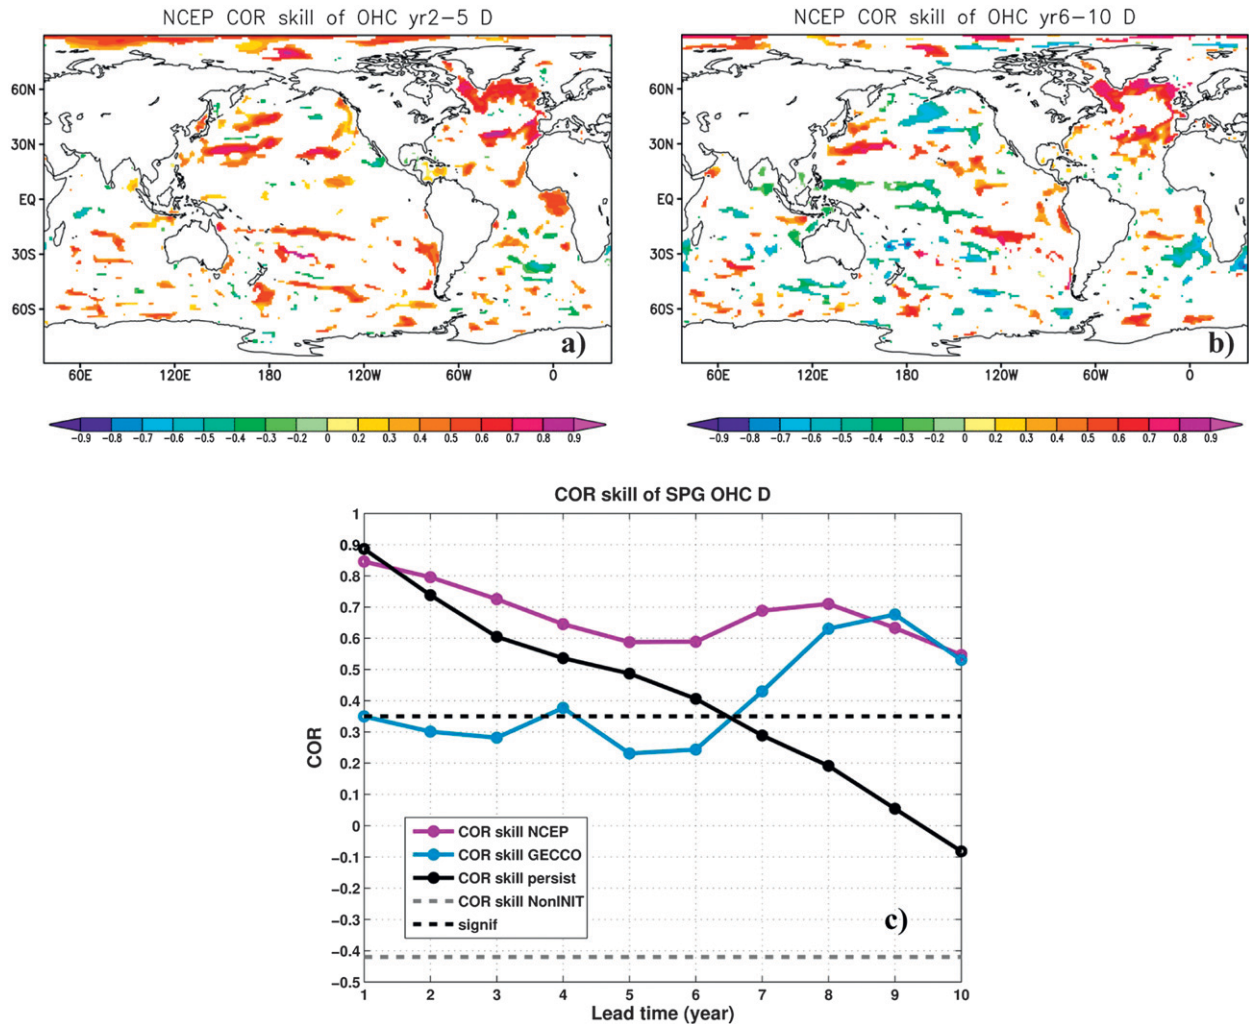 NCEP COR skill of OHC yr2-5 D
60N
30N
EQ
30S
60S
60E 120E 180 120W 60W 0
a)
-0.9 -0.8 -0.7 -0.6 -0.5 -0.4 -0.3 -0.2 0 0.2 0.3 0.4 0.5 0.6 0.7 0.8 0.9
NCEP COR skill of OHC yr6-10 D
60N
30N
EQ
30S
60S
60E 120E 180 120W 60W 0
b)
-0.9 -0.8 -0.7 -0.6 -0.5 -0.4 -0.3 -0.2 0 0.2 0.3 0.4 0.5 0.6 0.7 0.8 0.9
COR skill of SPG OHC D
1
0.9
0.8
0.7
0.6
0.5
0.4
0.3
0.2
0.1
0
-0.1
-0.2
-0.3
-0.4
-0.5
COR
COR skill NCEP
COR skill GECCO
COR skill persist
COR skill NonINIT
signif
c)
1 2 3 4 5 6 7 8 9 10
Lead time (year)